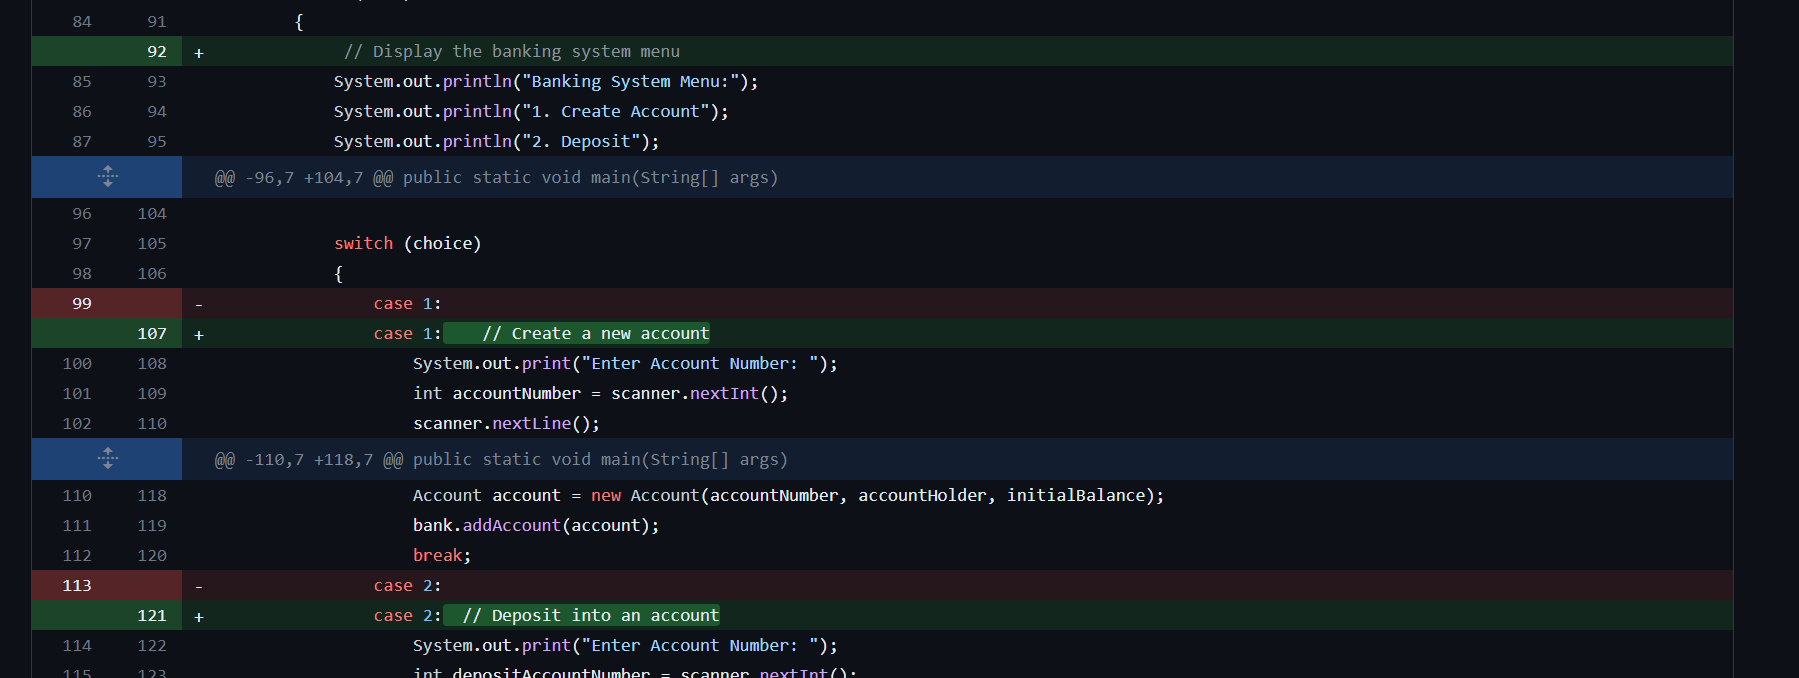 84 91 {
92 + // Display the banking system menu
85 93 System.out.println("Banking System Menu:");
86 94 System.out.println("1. Create Account");
87 95 System.out.println("2. Deposit");
@@ -96,7 +104,7 @@ public static void main(String[] args)
96 104
97 105 switch (choice)
98 106 {
99 - case 1:
107 + case 1:    // Create a new account
100 108 System.out.print("Enter Account Number: ");
101 109 int accountNumber = scanner.nextInt();
102 110 scanner.nextLine();
@@ -110,7 +118,7 @@ public static void main(String[] args)
110 118 Account account = new Account(accountNumber, accountHolder, initialBalance);
111 119 bank.addAccount(account);
112 120 break;
113 - case 2:
121 + case 2:  // Deposit into an account
114 122 System.out.print("Enter Account Number: ");
115 123 int depositAccountNumber = scanner.nextInt();